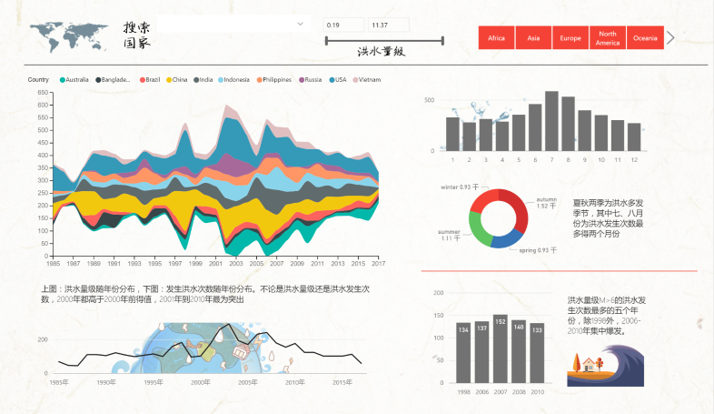 搜索
国家
0.19 11.37
洪水量级
Africa Asia Europe North America Oceania
Country Australia Banglade... Brazil China India Indonesia Philippines Russia USA Vietnam
650
600
550
500
450
400
350
300
250
200
150
100
50
0
1985 1987 1989 1991 1993 1995 1997 1999 2001 2003 2005 2007 2009 2011 2013 2015 2017
500
0
1 2 3 4 5 6 7 8 9 10 11 12
winter 0.93 千
autumn
1.52 千
summer
1.11 千
spring 0.93 千
夏秋两季为洪水多发
季节，其中七、八月
份为洪水发生次数最
多得两个月份
上图：洪水量级随年份分布，下图：发生洪水次数随年份分布。不论是洪水量级还是洪水发生次
数，2000年都高于2000年前得值，2001年到2010年最为突出
200
0
1985年 1990年 1995年 2000年 2005年 2010年 2015年
200
150
100
50
0
134 137 152 140 133
1998 2006 2007 2008 2010
洪水量级M>6的洪水发
生次数最多的五个年
份，除1998外，2006-
2010年集中爆发。